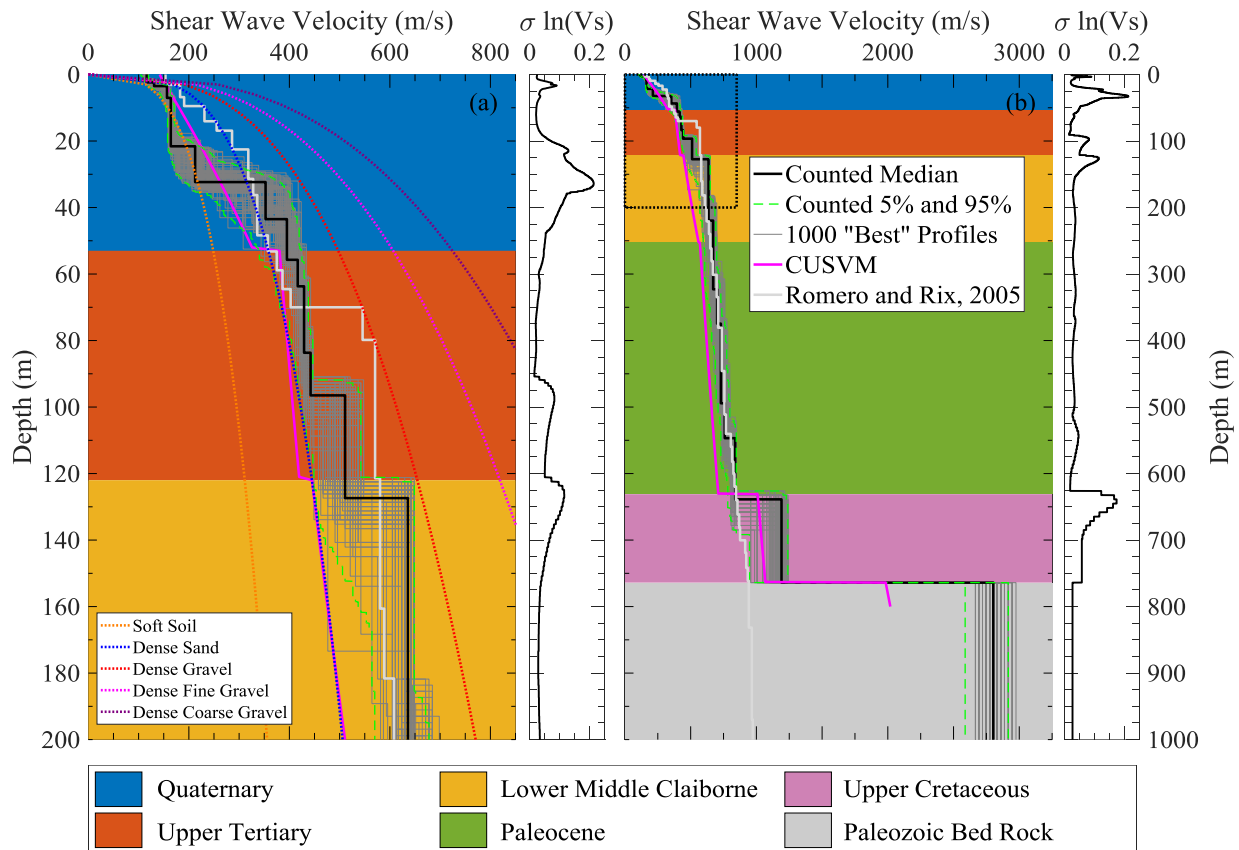 Shear Wave Velocity (m/s)
σ ln(Vs)
Shear Wave Velocity (m/s)
σ ln(Vs)
0 200 400 600 800
0 0.2
0 1000 2000 3000
0 0.2
(a)
(b)
0
20
40
60
80
100
120
140
160
180
200
Depth (m)
Soft Soil
Dense Sand
Dense Gravel
Dense Fine Gravel
Dense Coarse Gravel
Counted Median
Counted 5% and 95%
1000 "Best" Profiles
CUSVM
Romero and Rix, 2005
0
100
200
300
400
500
600
700
800
900
1000
Depth (m)
Quaternary
Lower Middle Claiborne
Upper Cretaceous
Upper Tertiary
Paleocene
Paleozoic Bed Rock